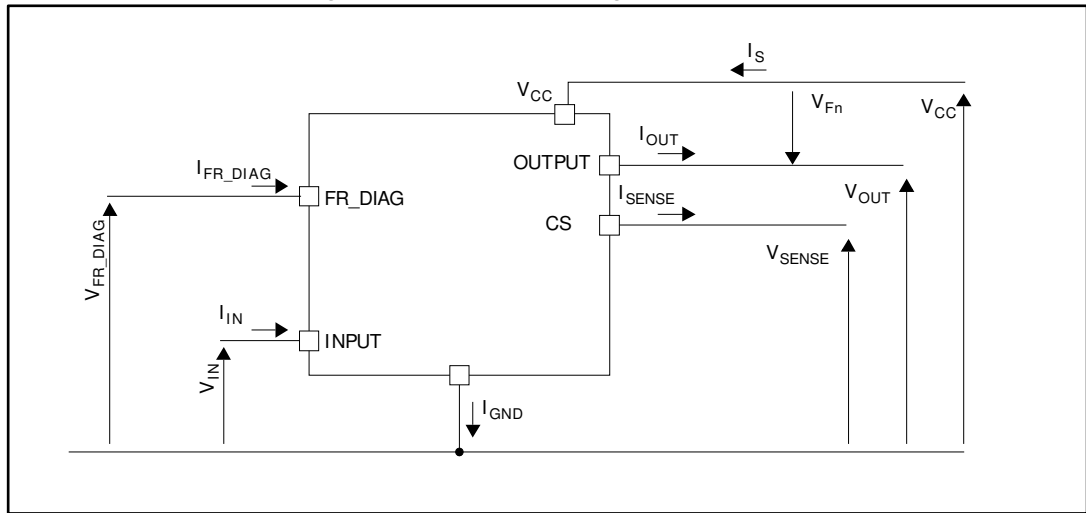 I_S
V_CC
V_Fn
V_CC
I_OUT
OUTPUT
I_FR_DIAG
FR_DIAG
I_SENSE
V_OUT
CS
V_SENSE
V_FR_DIAG
I_IN
INPUT
V_IN
I_GND